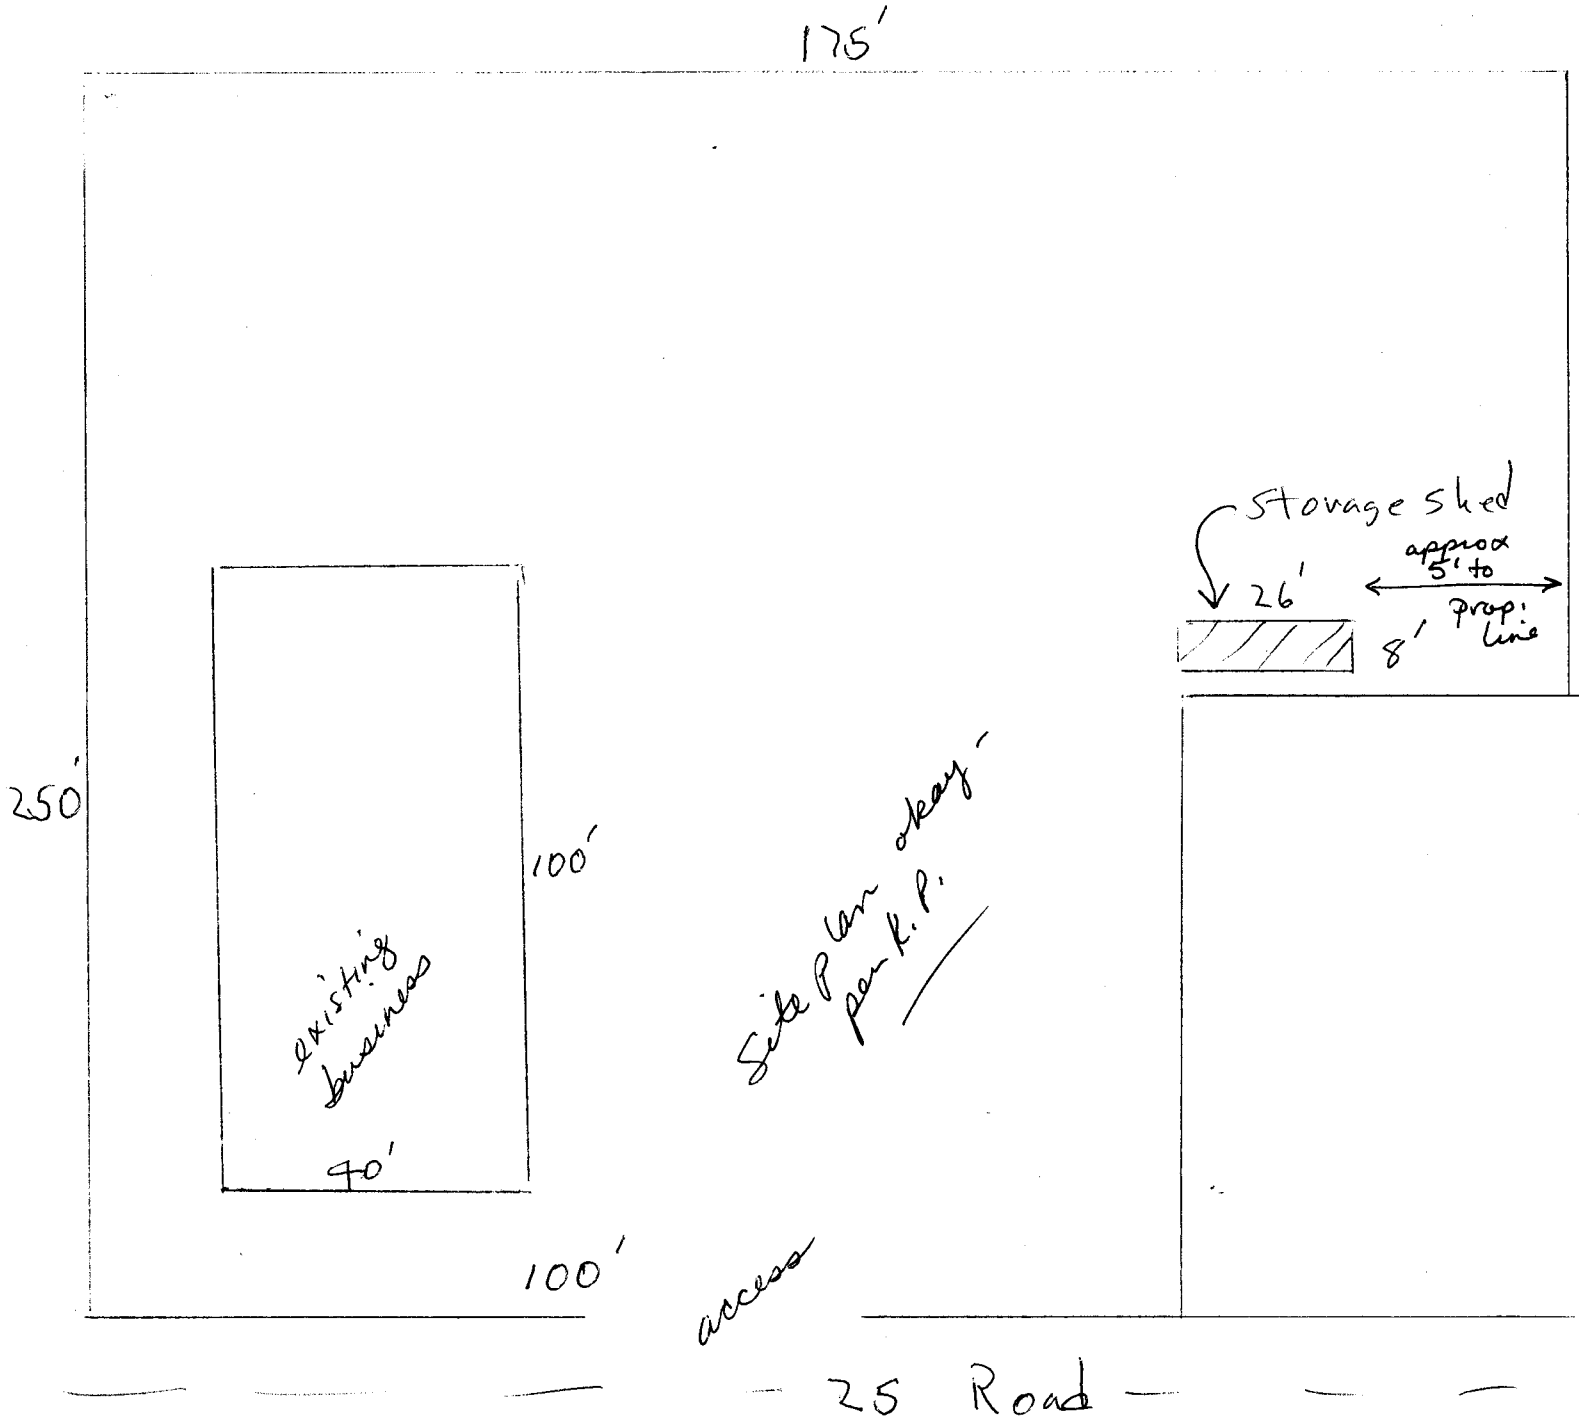 175'
storage shed
approx
5' to
prop.
line
26'
8'
250'
100'
existing
business
40'
site plan okay -
per K.P.
100'
access
25 Road